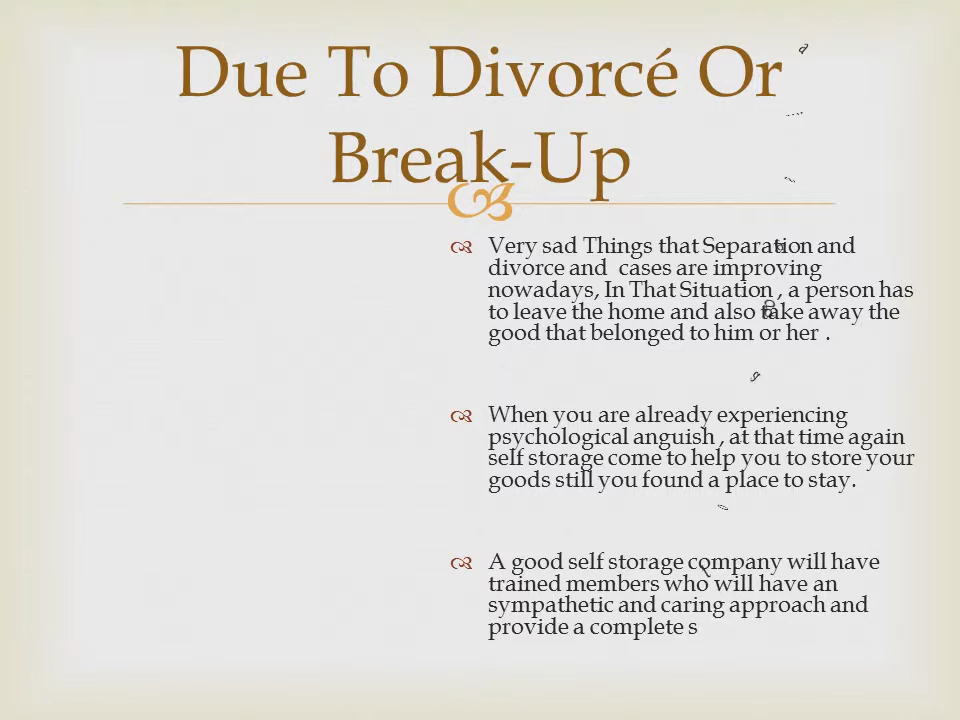 Due To Divorcé Or
Break-Up
Very sad Things that Separation and
divorce and cases are improving
nowadays, In That Situation , a person has
to leave the home and also take away the
good that belonged to him or her .
When you are already experiencing
psychological anguish , at that time again
self storage come to help you to store your
goods still you found a place to stay.
A good self storage company will have
trained members who will have an
sympathetic and caring approach and
provide a complete s